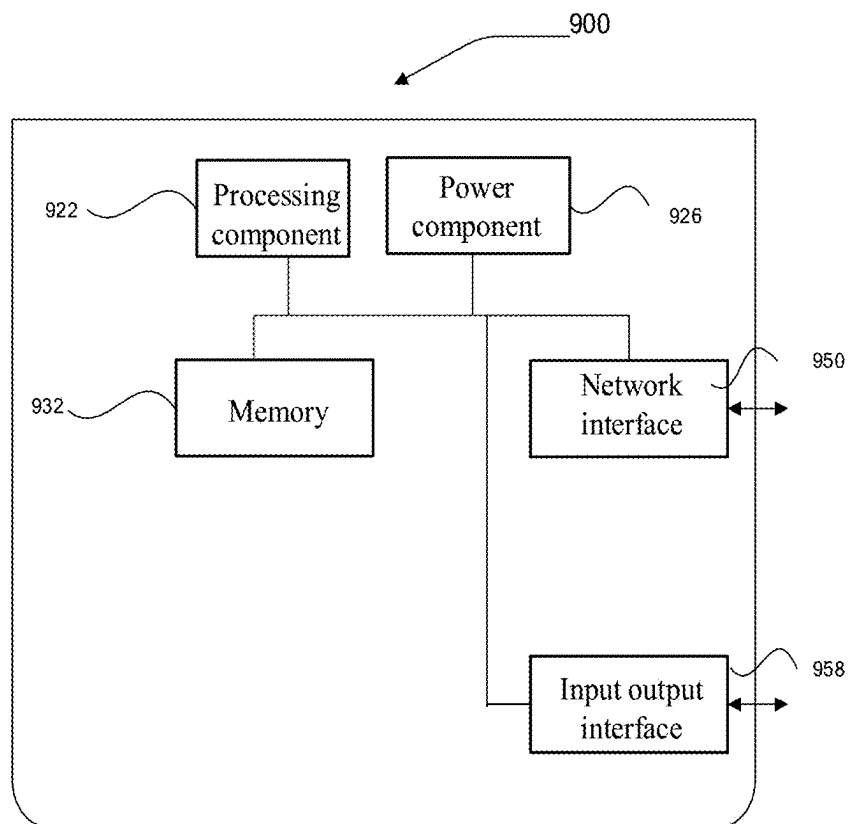 900
922
Processing
component
Power
component
926
932
Memory
Network
interface
950
Input output
interface
958